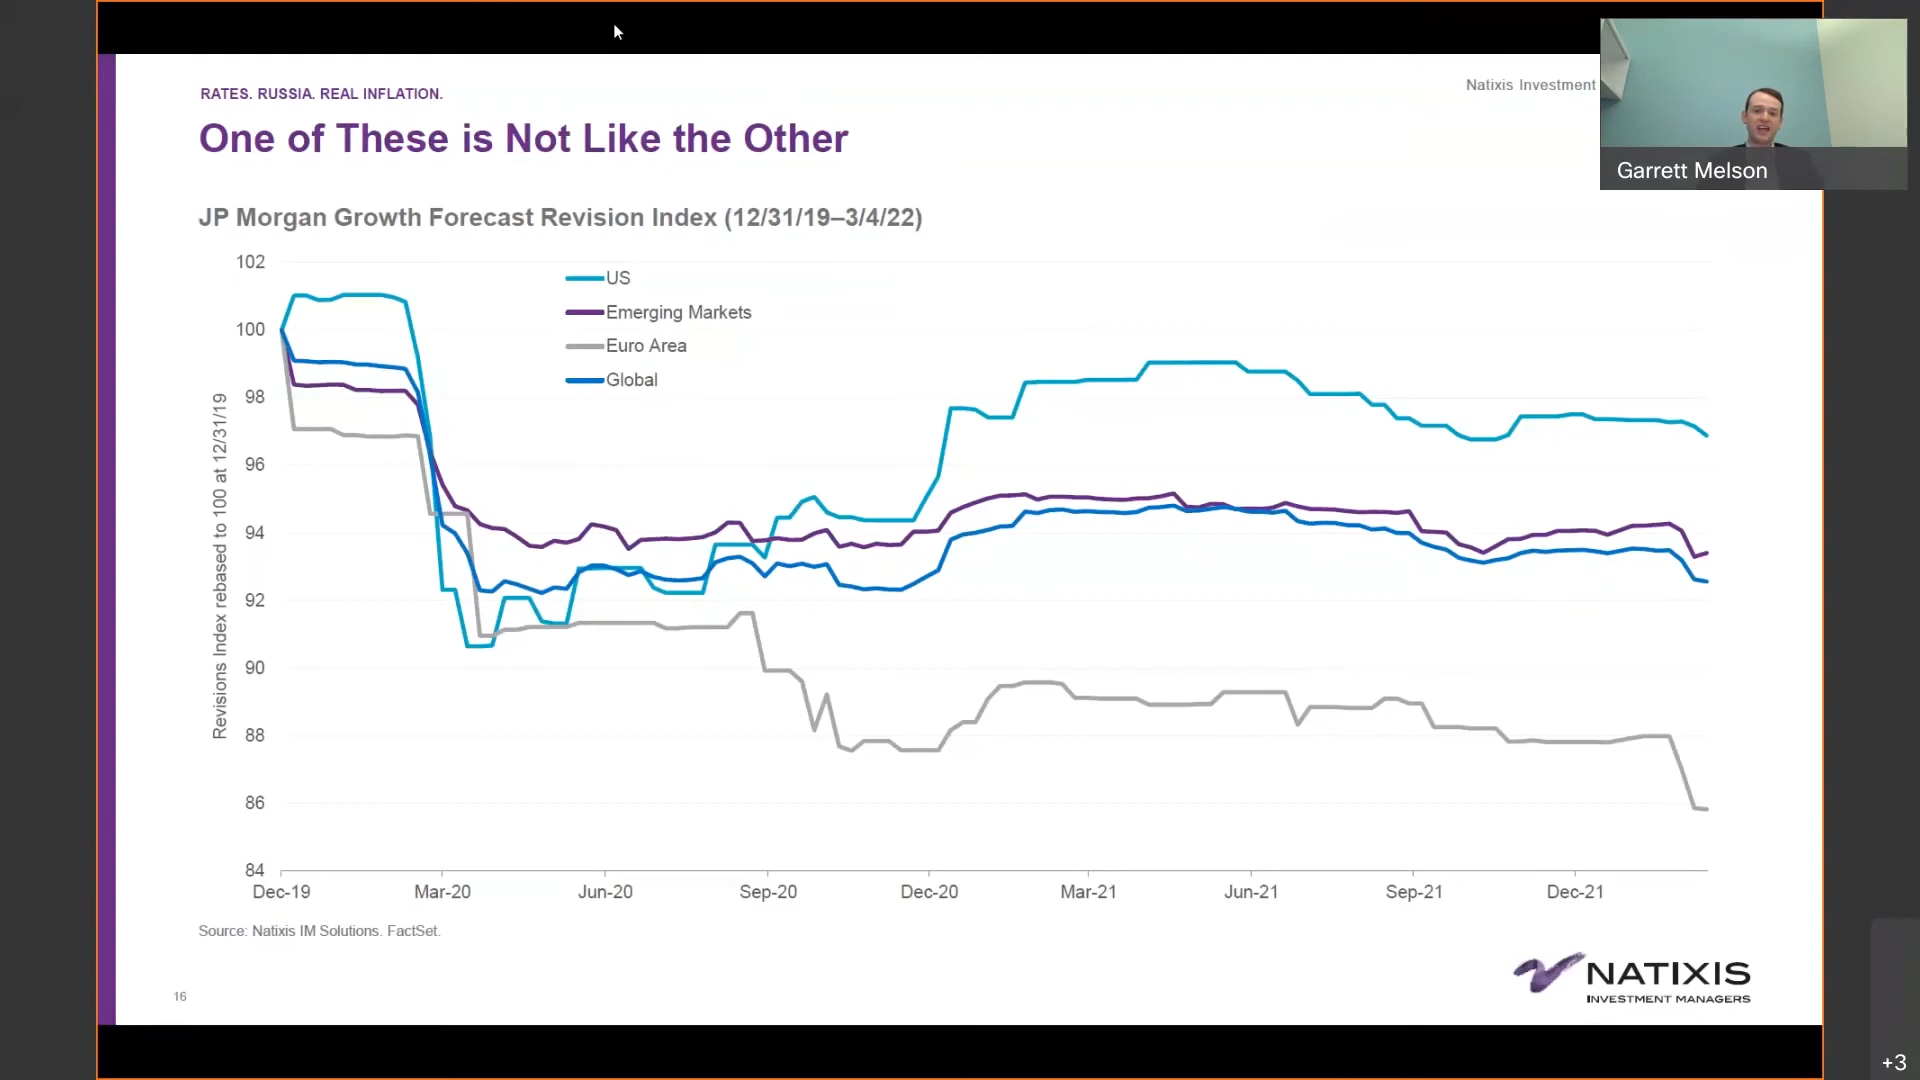 RATES. RUSSIA. REAL INFLATION.
Natixis Investment
One of These is Not Like the Other
Garrett Melson
JP Morgan Growth Forecast Revision Index (12/31/19–3/4/22)
Revisions Index rebased to 100 at 12/31/19
102
100
98
96
94
92
90
88
86
84
US
Emerging Markets
Euro Area
Global
Dec-19 Mar-20 Jun-20 Sep-20 Dec-20 Mar-21 Jun-21 Sep-21 Dec-21
Source: Natixis IM Solutions. FactSet.
NATIXIS
INVESTMENT MANAGERS
16
+3